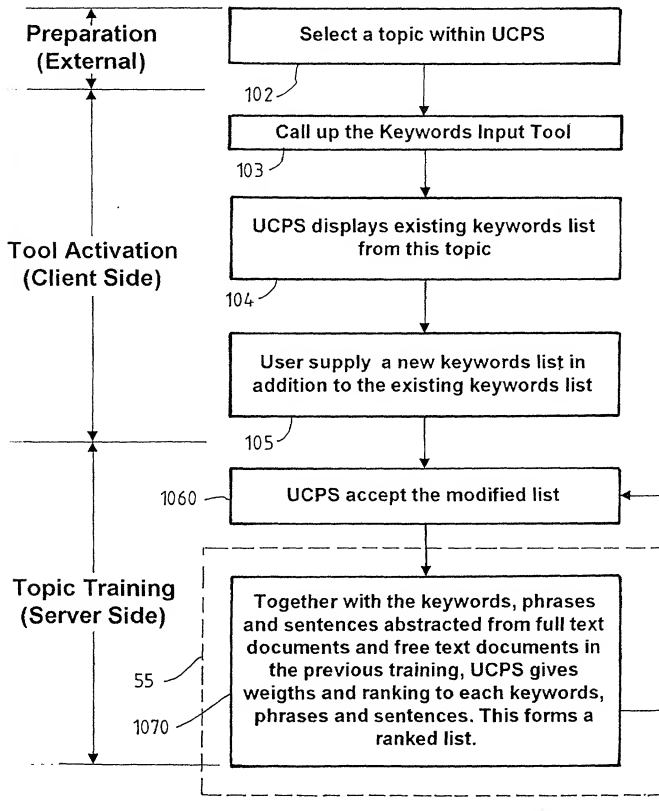 Preparation
(External)
Select a topic within UCPS
102
Call up the Keywords Input Tool
103
Tool Activation
(Client Side)
UCPS displays existing keywords list
from this topic
104
User supply a new keywords list in
addition to the existing keywords list
105
UCPS accept the modified list
1060
Topic Training
(Server Side)
Together with the keywords, phrases
and sentences abstracted from full text
documents and free text documents in
the previous training, UCPS gives
weigths and ranking to each keywords,
phrases and sentences. This forms a
ranked list.
55
1070